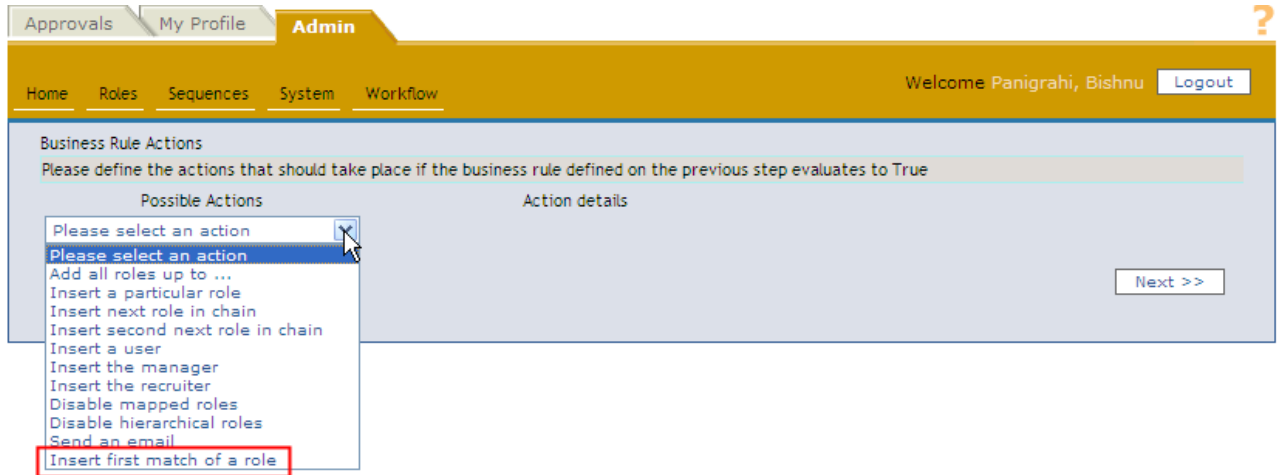 Approvals My Profile Admin ?
Home Roles Sequences System Workflow Welcome Panigrahi, Bishnu Logout
Business Rule Actions
Please define the actions that should take place if the business rule defined on the previous step evaluates to True
Possible Actions Action details
Please select an action
Please select an action
Add all roles up to ...
Insert a particular role
Next >>
Insert next role in chain
Insert second next role in chain
Insert a user
Insert the manager
Insert the recruiter
Disable mapped roles
Disable hierarchical roles
Send an email
Insert first match of a role